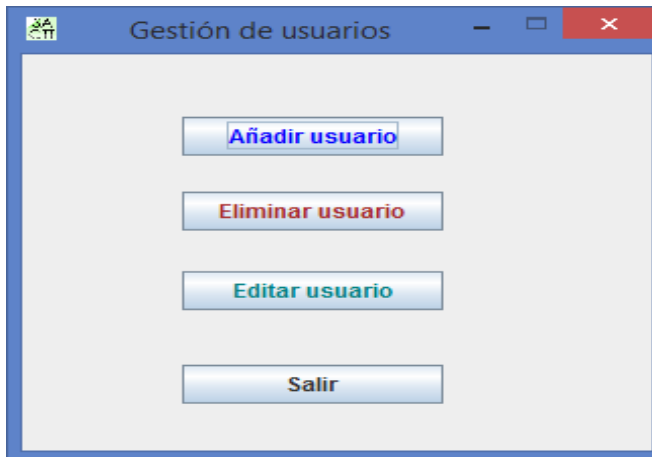 Gestión de usuarios
Añadir usuario
Eliminar usuario
Editar usuario
Salir